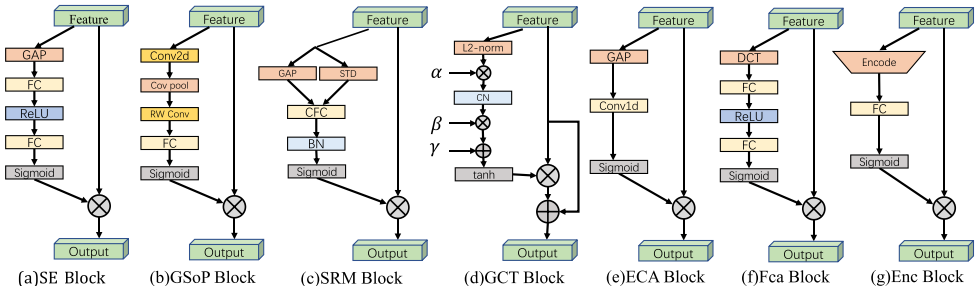 Feature
GAP
FC
ReLU
FC
Sigmoid
Output
(a)SE Block
Feature
Conv2d
Cov pool
RW Conv
FC
Sigmoid
Output
(b)GSoP Block
Feature
GAP
STD
CFC
BN
Sigmoid
Output
(c)SRM Block
Feature
L2-norm
α
CN
β
γ
tanh
Output
(d)GCT Block
Feature
GAP
Conv1d
Sigmoid
Output
(e)ECA Block
Feature
DCT
FC
ReLU
FC
Sigmoid
Output
(f)Fca Block
Feature
Encode
FC
Sigmoid
Output
(g)Enc Block